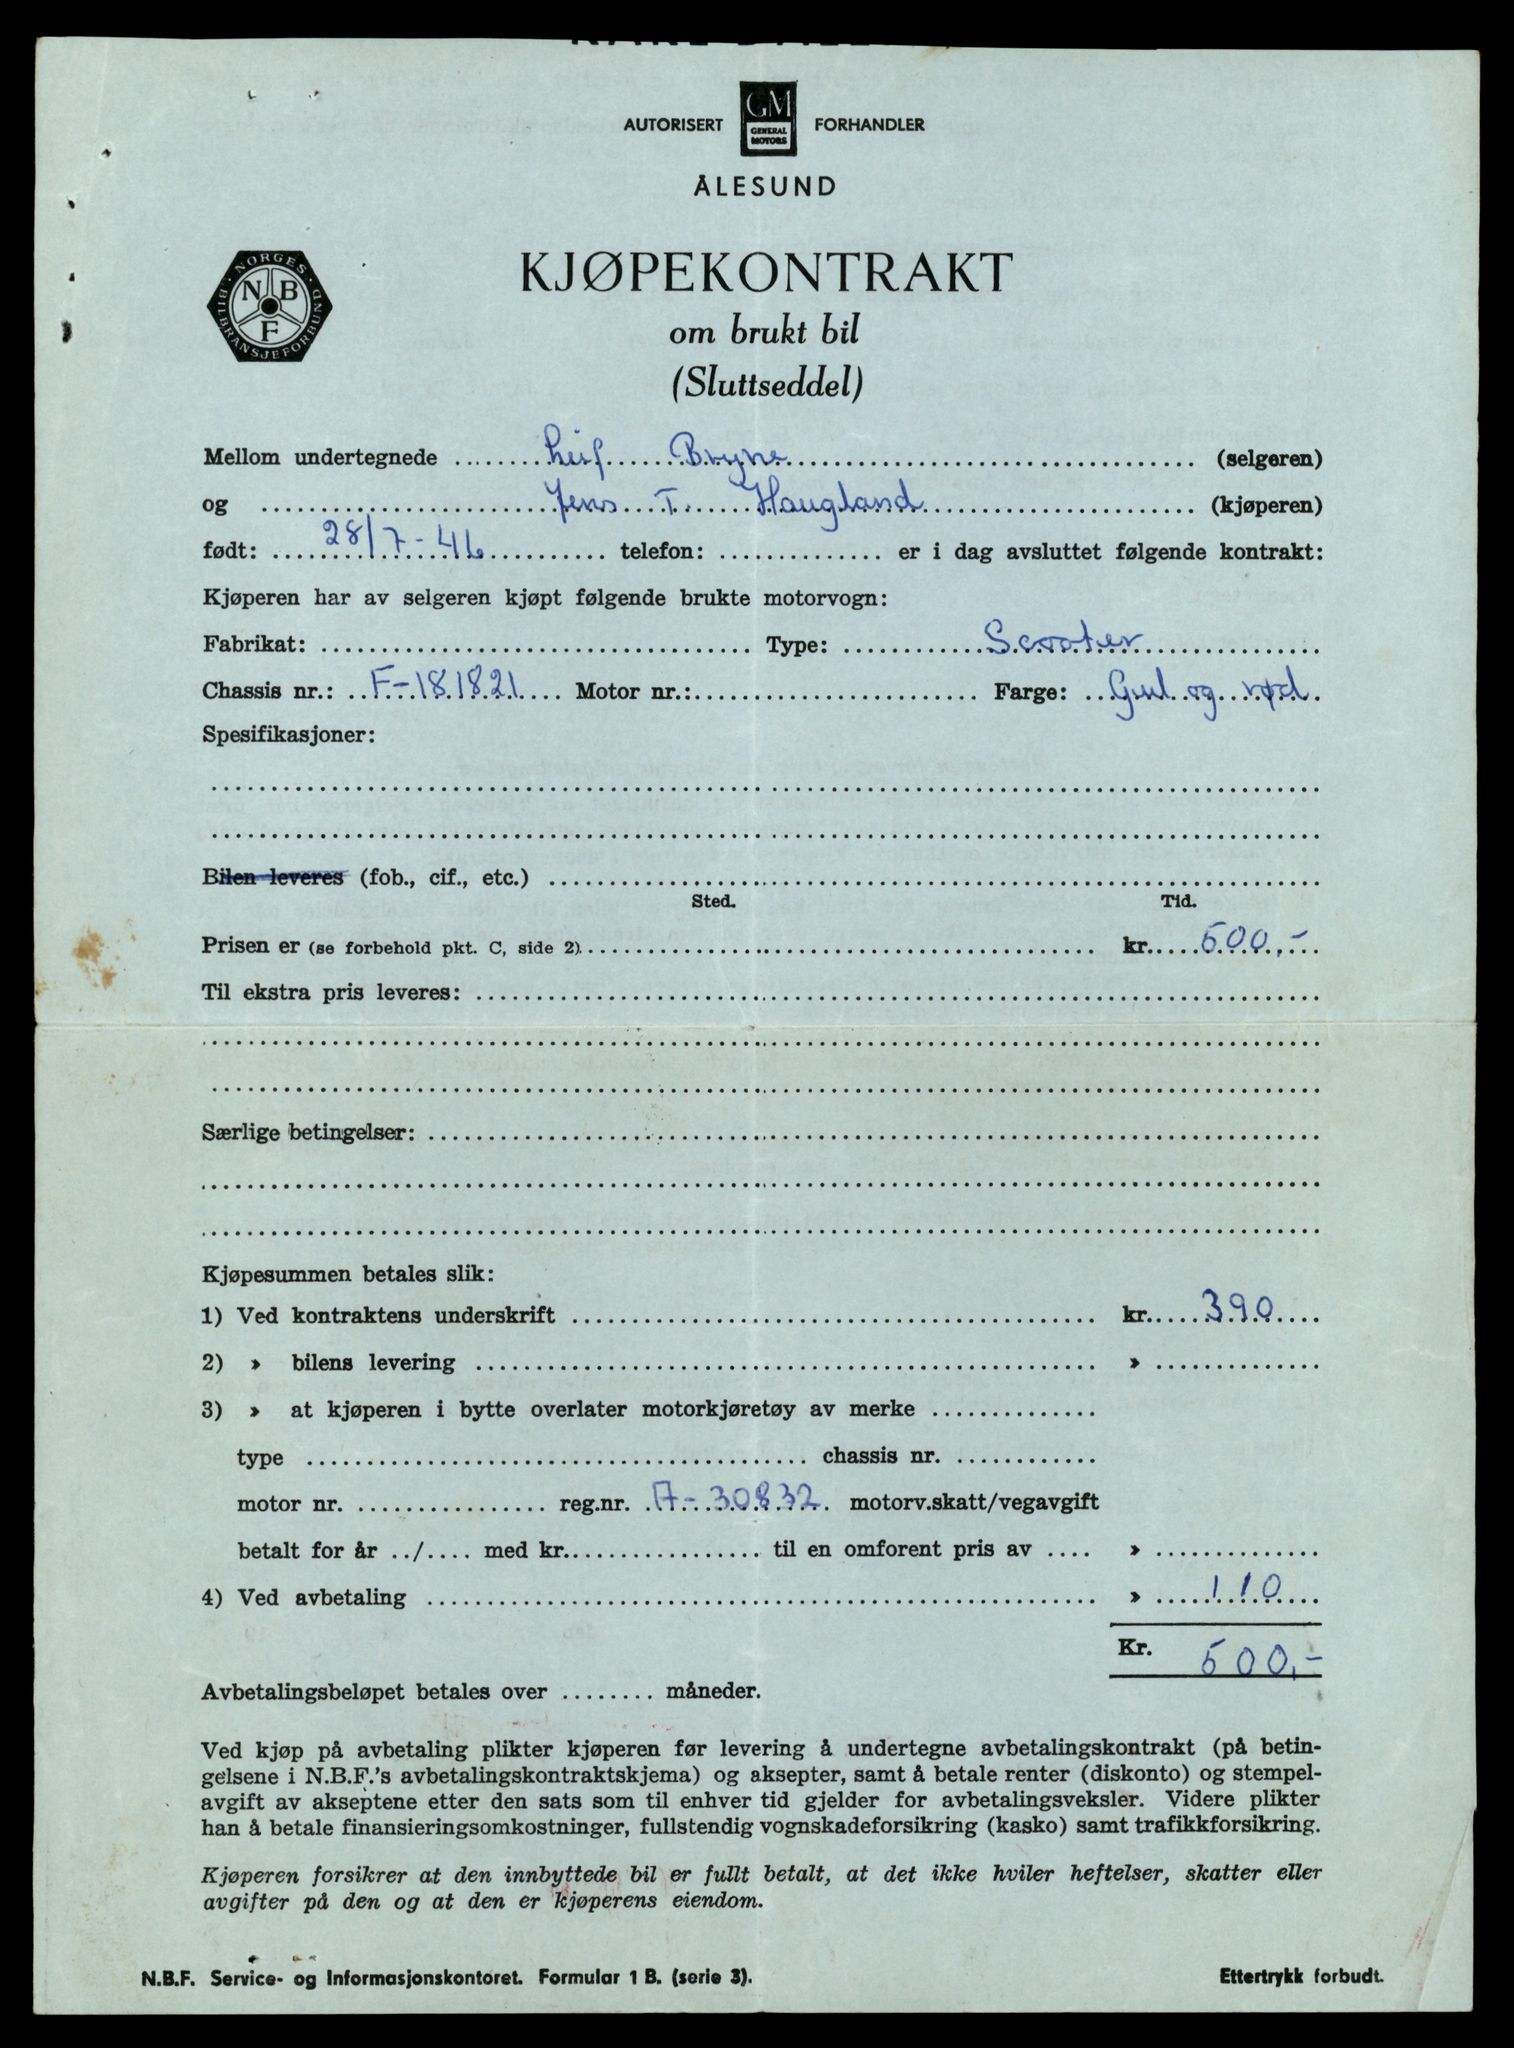 AUTORISERT GM GENERAL MOTORS FORHANDLER
ÅLESUND
NORGES BILBRANSJEFORBUND
N B F
KJØPEKONTRAKT
om brukt bil
(Sluttseddel)
Mellom undertegnede Leif Bryne (selgeren)
og Jens T. Haugland (kjøperen)
født: 28/7-46 telefon: er i dag avsluttet følgende kontrakt:
Kjøperen har av selgeren kjøpt følgende brukte motorvogn:
Fabrikat: Type: Scooter
Chassis nr.: F-181821 Motor nr.: Farge: Gul og rød
Spesifikasjoner:
Bilen leveres (fob., cif., etc.)
Sted. Tid.
Prisen er (se forbehold pkt. C, side 2) kr. 500,-
Til ekstra pris leveres:
Særlige betingelser:
Kjøpesummen betales slik:
1) Ved kontraktens underskrift kr. 390
2) » bilens levering »
3) » at kjøperen i bytte overlater motorkjøretøy av merke
type chassis nr.
motor nr. reg.nr. A-30832 motorv.skatt/vegavgift
betalt for år ../.... med kr. til en omforent pris av »
4) Ved avbetaling » 110
Kr. 500,-
Avbetalingsbeløpet betales over ........ måneder.
Ved kjøp på avbetaling plikter kjøperen før levering å undertegne avbetalingskontrakt (på betin-
gelsene i N.B.F.'s avbetalingskontraktskjema) og aksepter, samt å betale renter (diskonto) og stempel-
avgift av akseptene etter den sats som til enhver tid gjelder for avbetalingsveksler. Videre plikter
han å betale finansieringsomkostninger, fullstendig vognskadeforsikring (kasko) samt trafikkforsikring.
Kjøperen forsikrer at den innbyttede bil er fullt betalt, at det ikke hviler heftelser, skatter eller
avgifter på den og at den er kjøperens eiendom.
N.B.F. Service- og Informasjonskontoret. Formular 1 B. (serie 3). Ettertrykk forbudt.